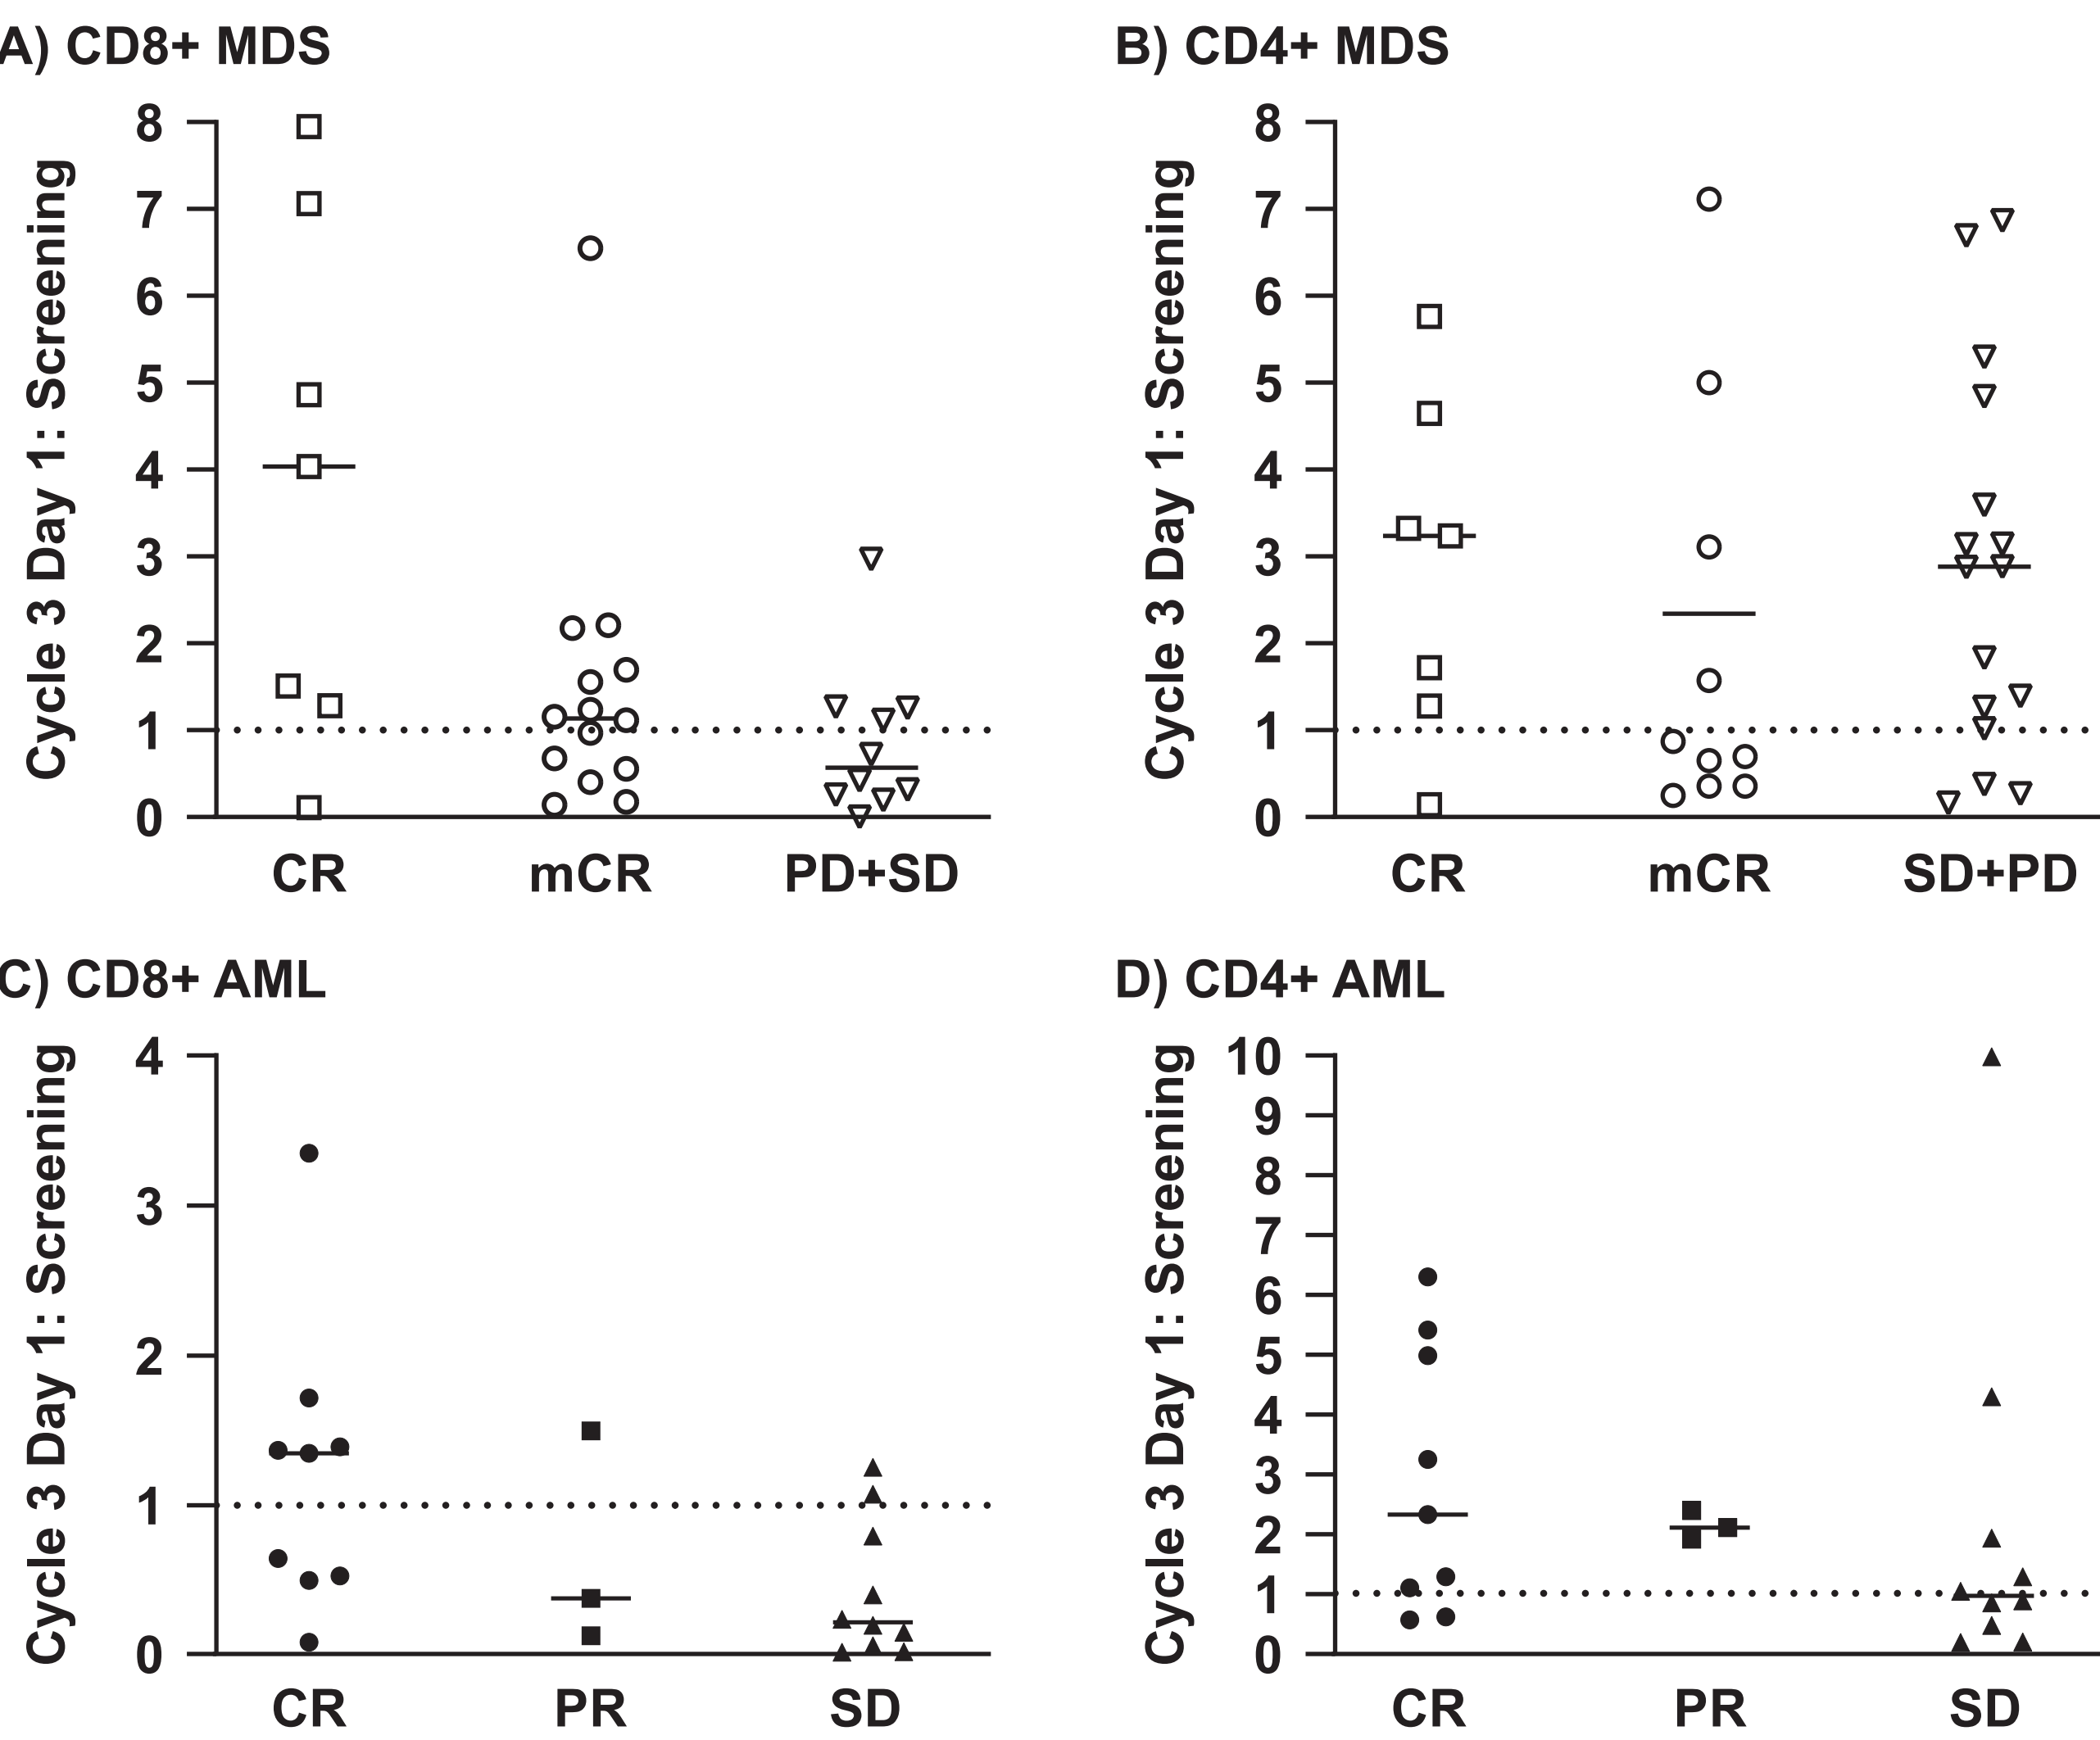 A) CD8+ MDS
B) CD4+ MDS
Cycle 3 Day 1: Screening
8
7
6
5
4
3
2
1
0
CR
mCR
PD+SD
Cycle 3 Day 1: Screening
8
7
6
5
4
3
2
1
0
CR
mCR
SD+PD
C) CD8+ AML
D) CD4+ AML
Cycle 3 Day 1: Screening
4
3
2
1
0
CR
PR
SD
Cycle 3 Day 1: Screening
10
9
8
7
6
5
4
3
2
1
0
CR
PR
SD